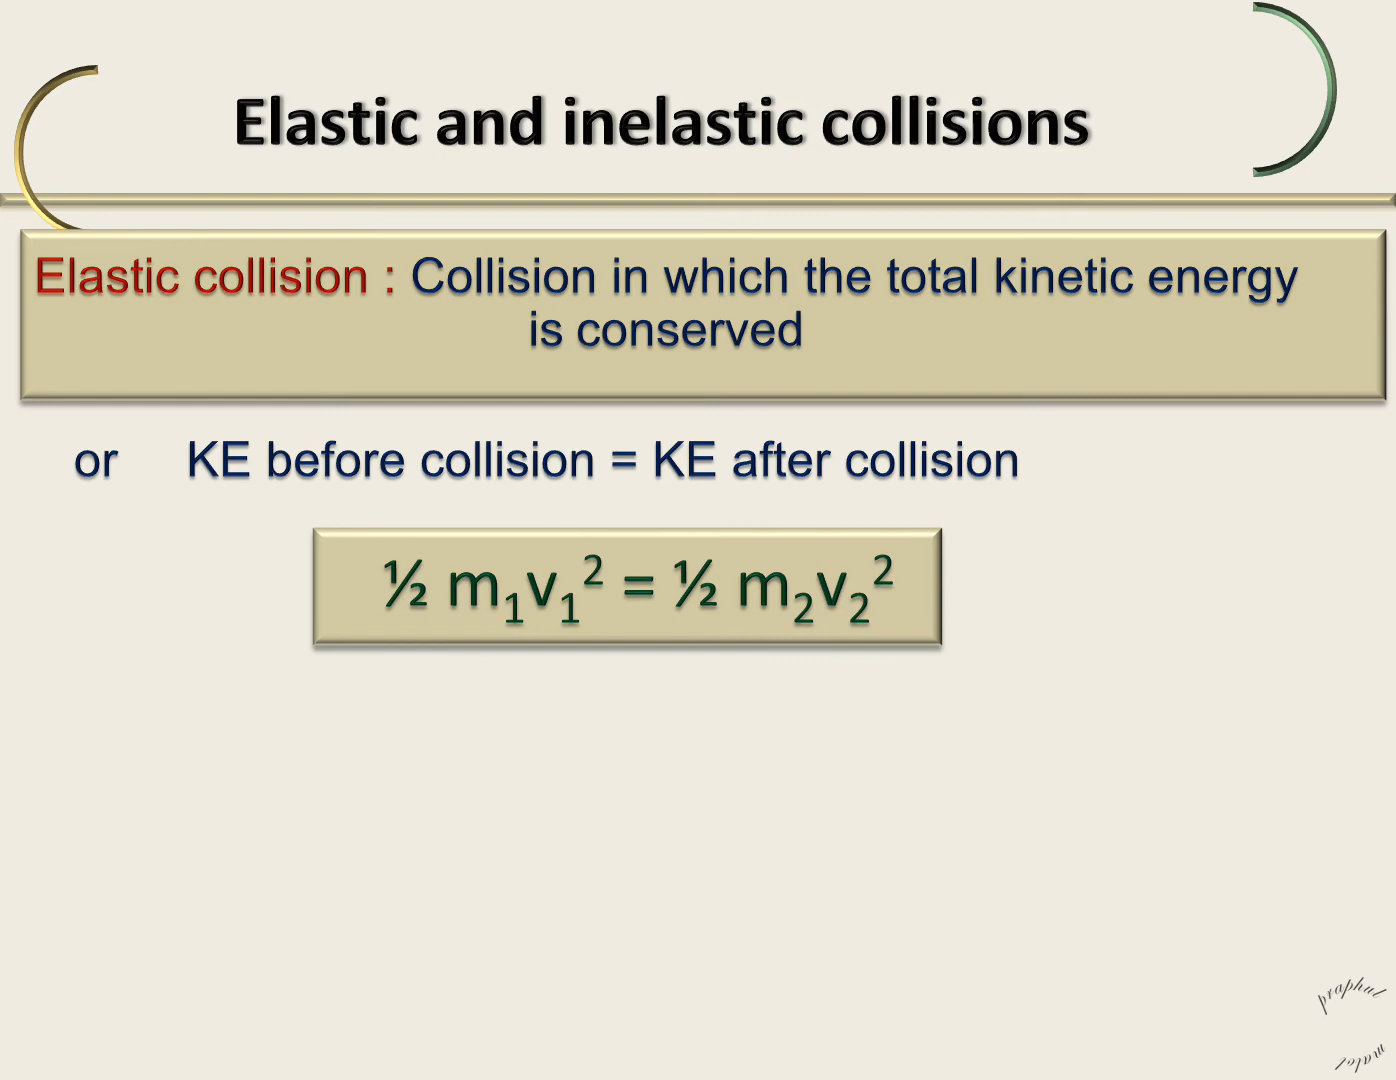 Elastic and inelastic collisions
Elastic collision : Collision in which the total kinetic energy
is conserved
or KE before collision = KE after collision
½ m₁v₁² = ½ m₂v₂²
praphul